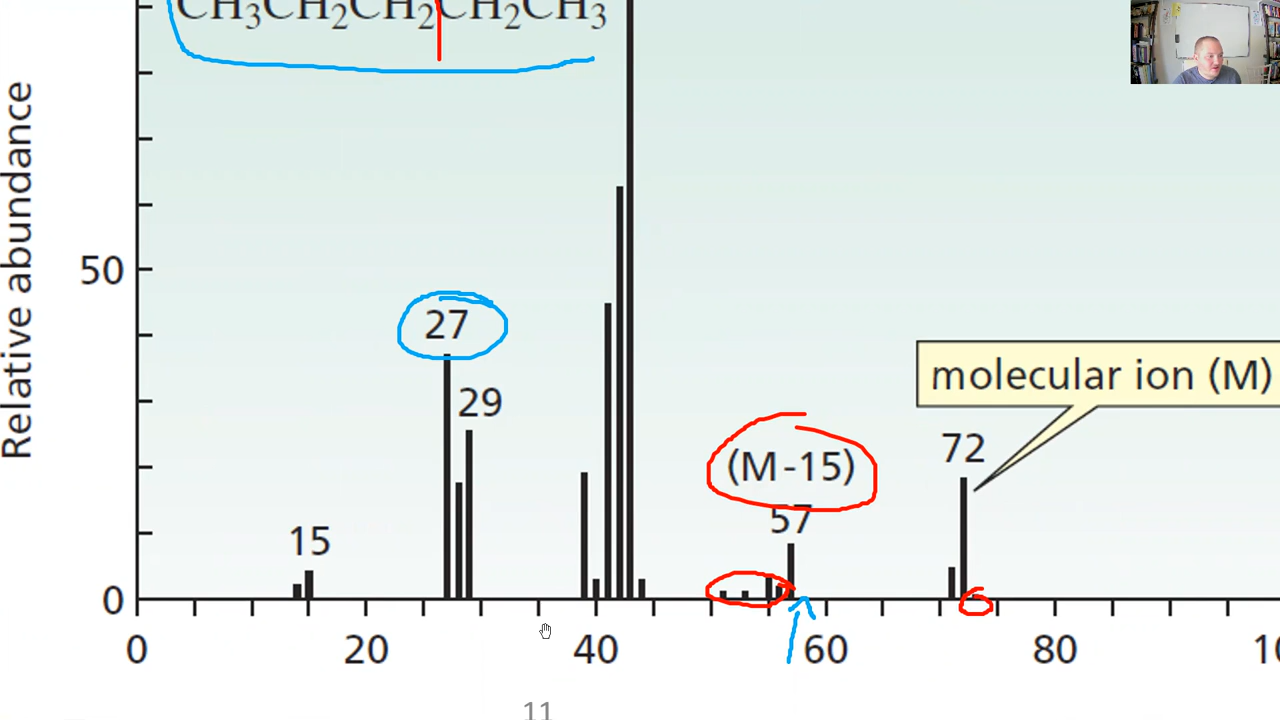 CH3CH2CH2CH2CH3
Relative abundance
50
27
29
molecular ion (M)
72
(M-15)
57
15
0
0 20 40 60 80
11